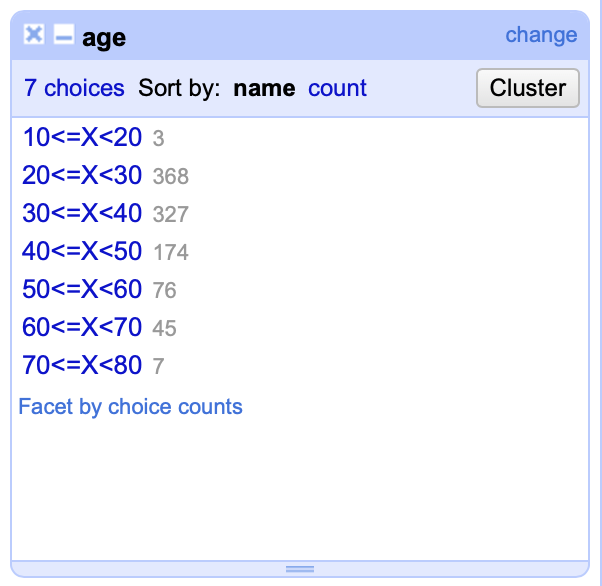 age change
7 choices Sort by: name count Cluster
10<=X<20 3
20<=X<30 368
30<=X<40 327
40<=X<50 174
50<=X<60 76
60<=X<70 45
70<=X<80 7
Facet by choice counts